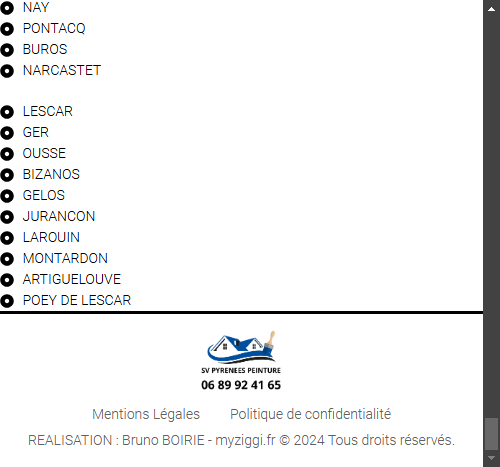 NAY
PONTACQ
BUROS
NARCASTET
LESCAR
GER
OUSSE
BIZANOS
GELOS
JURANCON
LAROUIN
MONTARDON
ARTIGUELOUVE
POEY DE LESCAR
SV PYRENEES PEINTURE
06 89 92 41 65
Mentions Légales Politique de confidentialité
REALISATION : Bruno BOIRIE - myziggi.fr © 2024 Tous droits réservés.